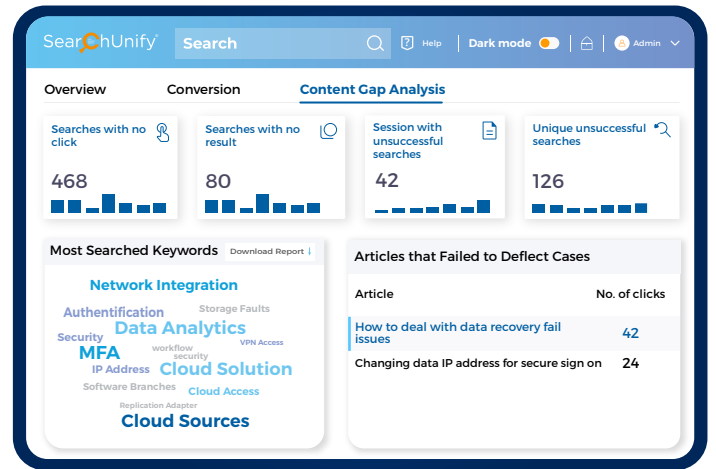 SearchUnify
Search
Help
Dark mode
Admin
Overview
Conversion
Content Gap Analysis
Searches with no
click
468
Searches with no
result
80
Session with
unsuccessful
searches
42
Unique unsuccessful
searches
126
Most Searched Keywords
Download Report ↓
Network Integration
Authentification
Storage Faults
Data Analytics
Security
VPN Access
MFA
workflow
security
IP Address
Cloud Solution
Software Branches
Cloud Access
Replication Adapter
Cloud Sources
Articles that Failed to Deflect Cases
Article
No. of clicks
How to deal with data recovery fail
issues
42
Changing data IP address for secure sign on
24